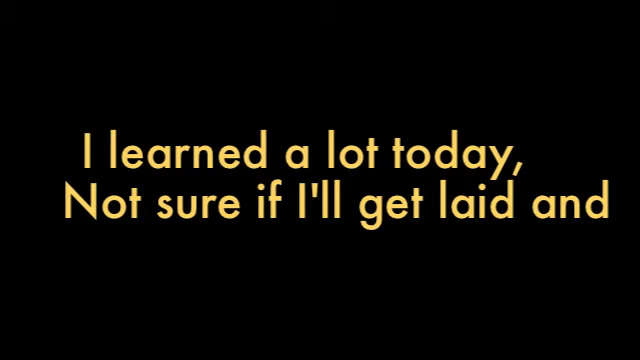 I learned a lot today,
Not sure if I'll get laid and